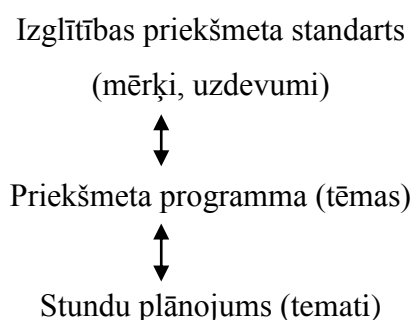 Izglītības priekšmeta standarts
(mērķi, uzdevumi)
Priekšmeta programma (tēmas)
Stundu plānojums (temati)